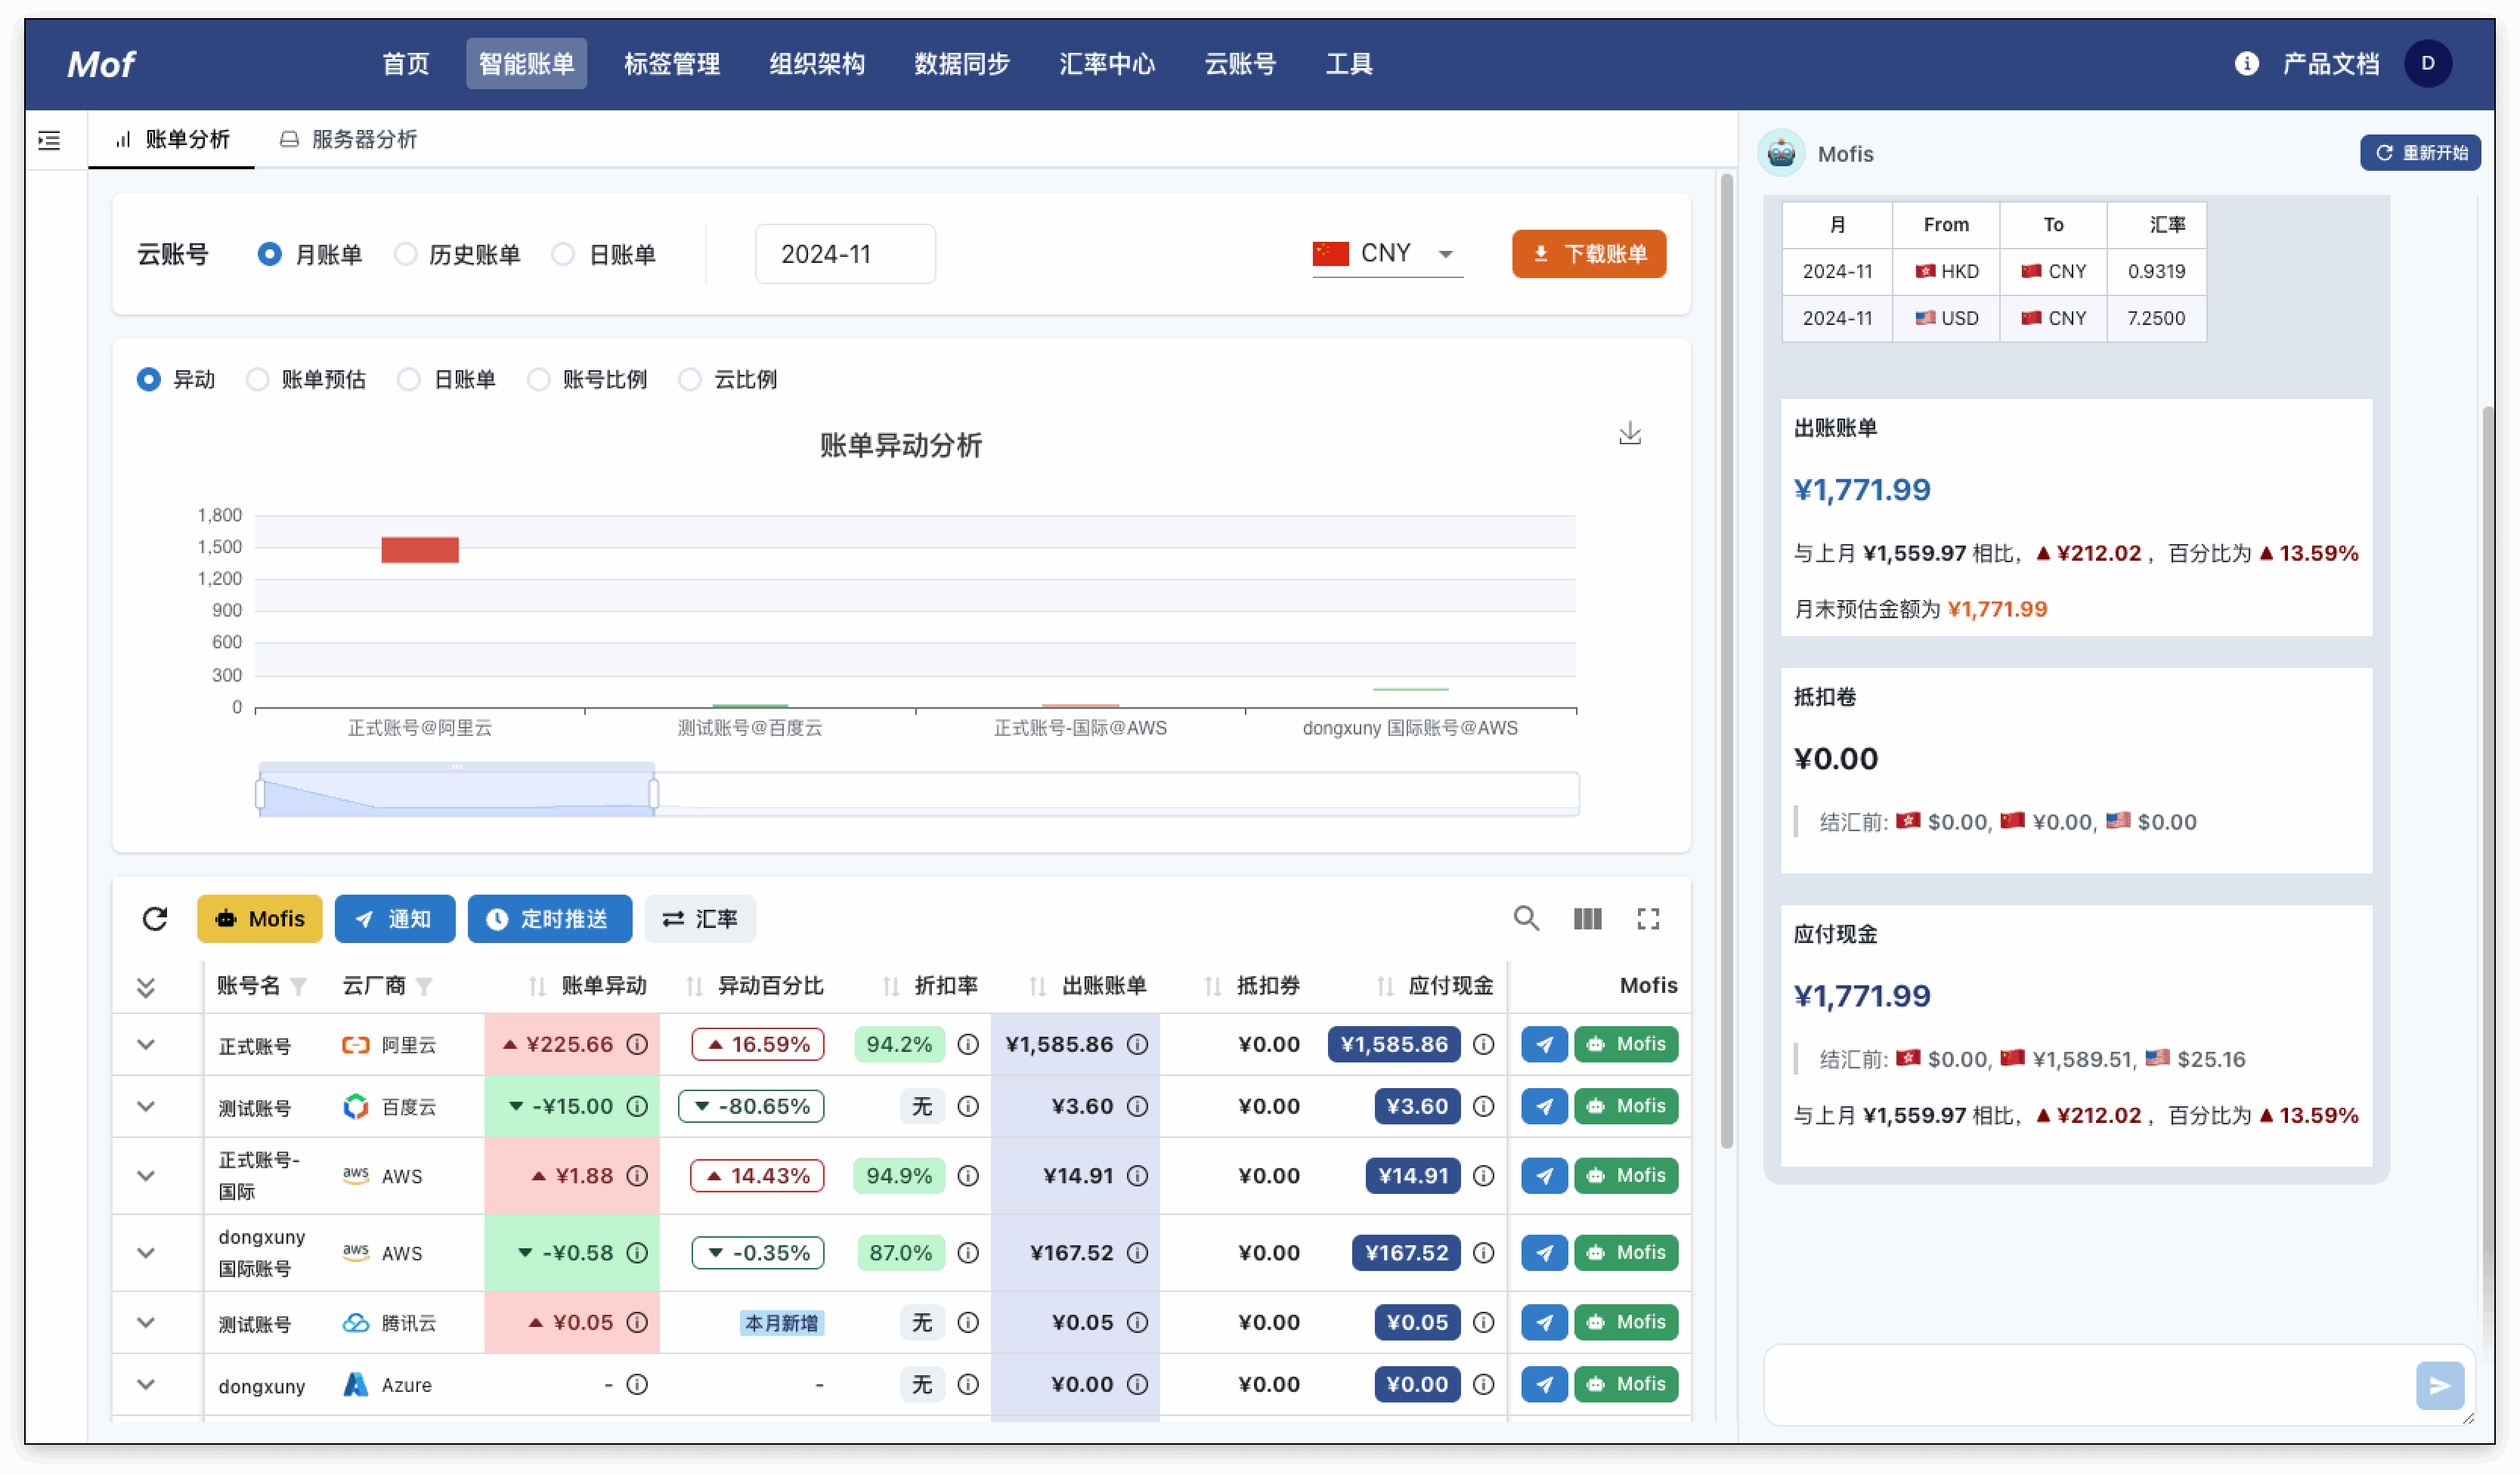 Mof 首页 智能账单 标签管理 组织架构 数据同步 汇率中心 云账号 工具 产品文档 D
账单分析 服务器分析
云账号 月账单 历史账单 日账单 2024-11 CNY 下载账单
异动 账单预估 日账单 账号比例 云比例
账单异动分析
1,800
1,500
1,200
900
600
300
0
正式账号@阿里云 测试账号@百度云 正式账号-国际@AWS dongxuny 国际账号@AWS
Mofis 通知 定时推送 汇率
账号名 云厂商 账单异动 异动百分比 折扣率 出账账单 抵扣券 应付现金 Mofis
正式账号 阿里云 ▲ ¥225.66 ▲ 16.59% 94.2% ¥1,585.86 ¥0.00 ¥1,585.86 Mofis
测试账号 百度云 ▼ -¥15.00 ▼ -80.65% 无 ¥3.60 ¥0.00 ¥3.60 Mofis
正式账号-
国际 AWS AWS ▲ ¥1.88 ▲ 14.43% 94.9% ¥14.91 ¥0.00 ¥14.91 Mofis
dongxuny
国际账号 aws AWS ▼ -¥0.58 ▼ -0.35% 87.0% ¥167.52 ¥0.00 ¥167.52 Mofis
测试账号 腾讯云 ▲ ¥0.05 本月新增 无 ¥0.05 ¥0.00 ¥0.05 Mofis
dongxuny Azure - - 无 ¥0.00 ¥0.00 ¥0.00 Mofis
Mofis 重新开始
月 From To 汇率
2024-11 HKD CNY 0.9319
2024-11 USD CNY 7.2500
出账账单
¥1,771.99
与上月 ¥1,559.97 相比, ▲ ¥212.02 , 百分比为 ▲ 13.59%
月末预估金额为 ¥1,771.99
抵扣卷
¥0.00
结汇前: $0.00, ¥0.00, $0.00
应付现金
¥1,771.99
结汇前: $0.00, ¥1,589.51, $25.16
与上月 ¥1,559.97 相比, ▲ ¥212.02 , 百分比为 ▲ 13.59%